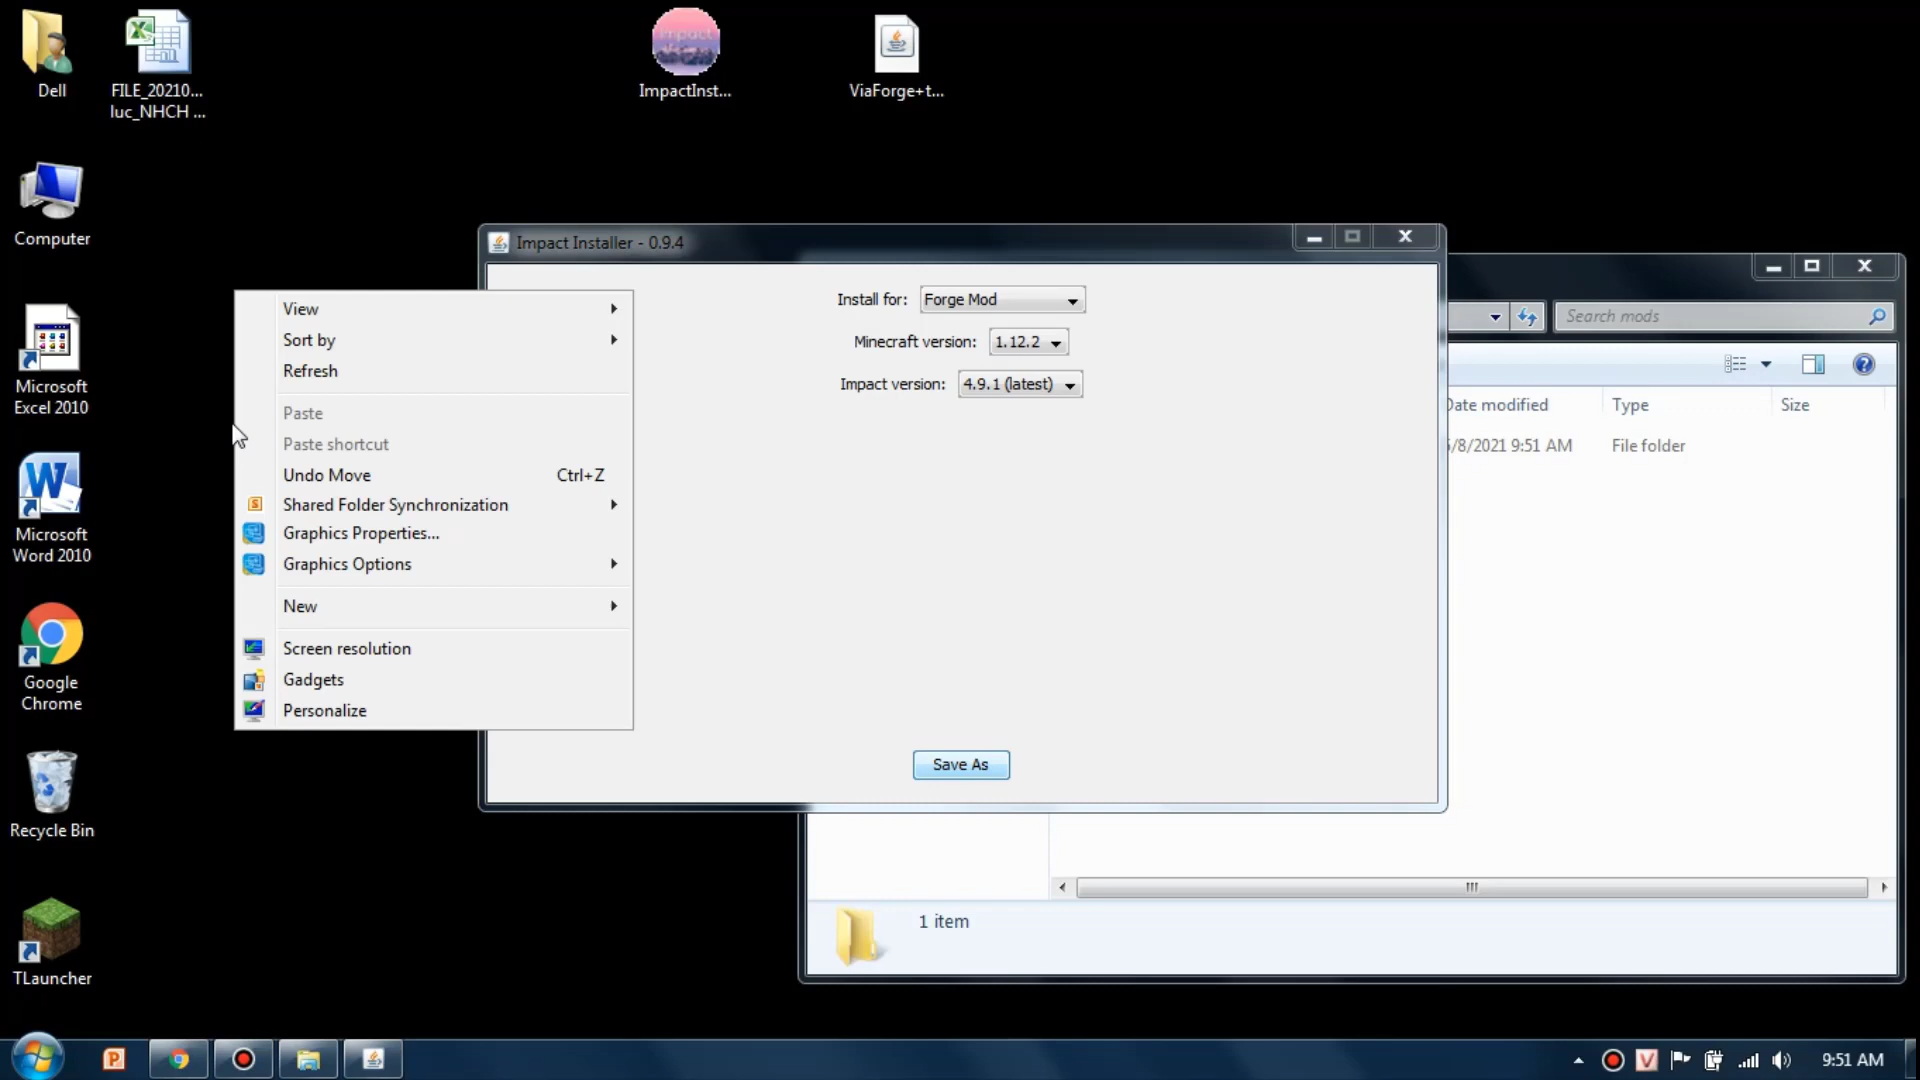 Dell
FILE_20210...
luc_NHCH ...
ImpactInst...
ViaForge+t...
Computer
Microsoft
Excel 2010
Microsoft
Word 2010
Google
Chrome
Recycle Bin
TLauncher
View
Sort by
Refresh
Paste
Paste shortcut
Undo Move Ctrl+Z
Shared Folder Synchronization
Graphics Properties...
Graphics Options
New
Screen resolution
Gadgets
Personalize
Impact Installer - 0.9.4
Install for: Forge Mod
Minecraft version: 1.12.2
Impact version: 4.9.1 (latest)
Save As
Search mods
Date modified Type Size
/8/2021 9:51 AM File folder
1 item
9:51 AM